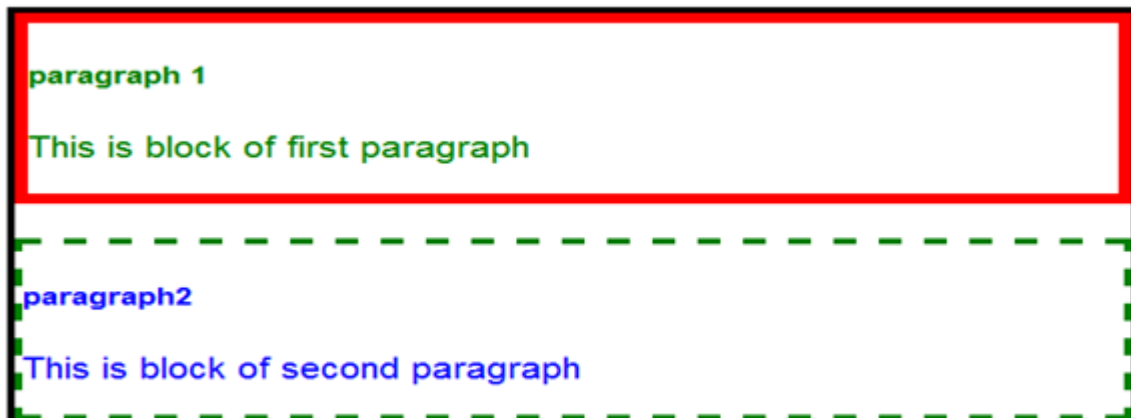 paragraph 1
This is block of first paragraph
paragraph2
This is block of second paragraph